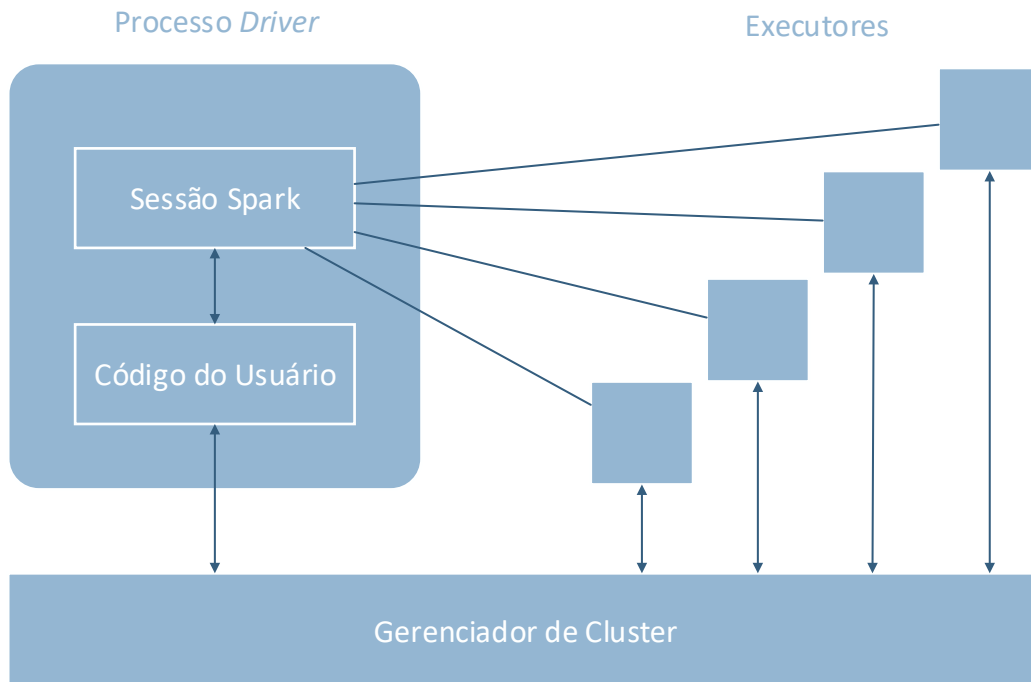 Processo Driver
Executores
Sessão Spark
Código do Usuário
Gerenciador de Cluster